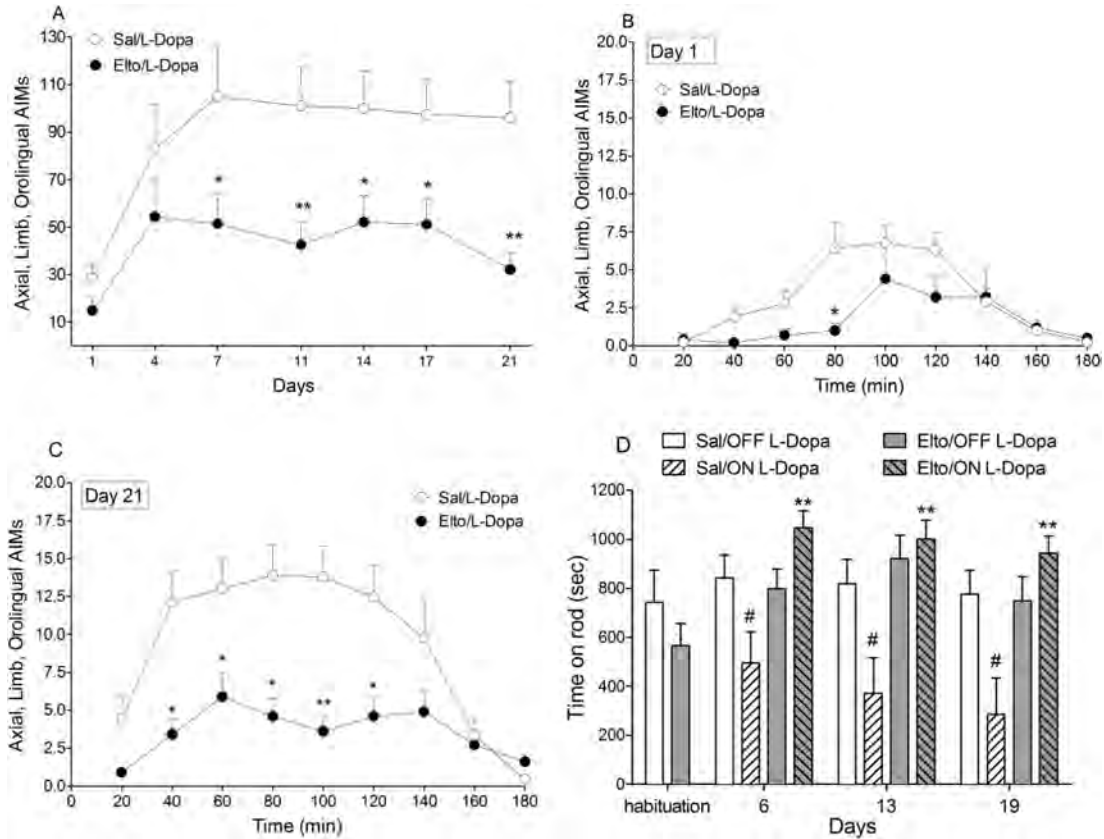 A
Sal/L-Dopa
Elto/L-Dopa
Axial, Limb, Orolingual AIMs
130
110
90
70
50
30
10
* ** * * **
1 4 7 11 14 17 21
Days
B
Day 1
Sal/L-Dopa
Elto/L-Dopa
Axial, Limb, Orolingual AIMs
20.0
17.5
15.0
12.5
10.0
7.5
5.0
2.5
0.0
*
0 20 40 60 80 100 120 140 160 180
Time (min)
C
Day 21
Sal/L-Dopa
Elto/L-Dopa
Axial, Limb, Orolingual AIMs
20.0
17.5
15.0
12.5
10.0
7.5
5.0
2.5
0.0
* * * ** *
0 20 40 60 80 100 120 140 160 180
Time (min)
D
Sal/OFF L-Dopa
Elto/OFF L-Dopa
Sal/ON L-Dopa
Elto/ON L-Dopa
Time on rod (sec)
1200
1000
800
600
400
200
0
# ** # ** # **
habituation 6 13 19
Days